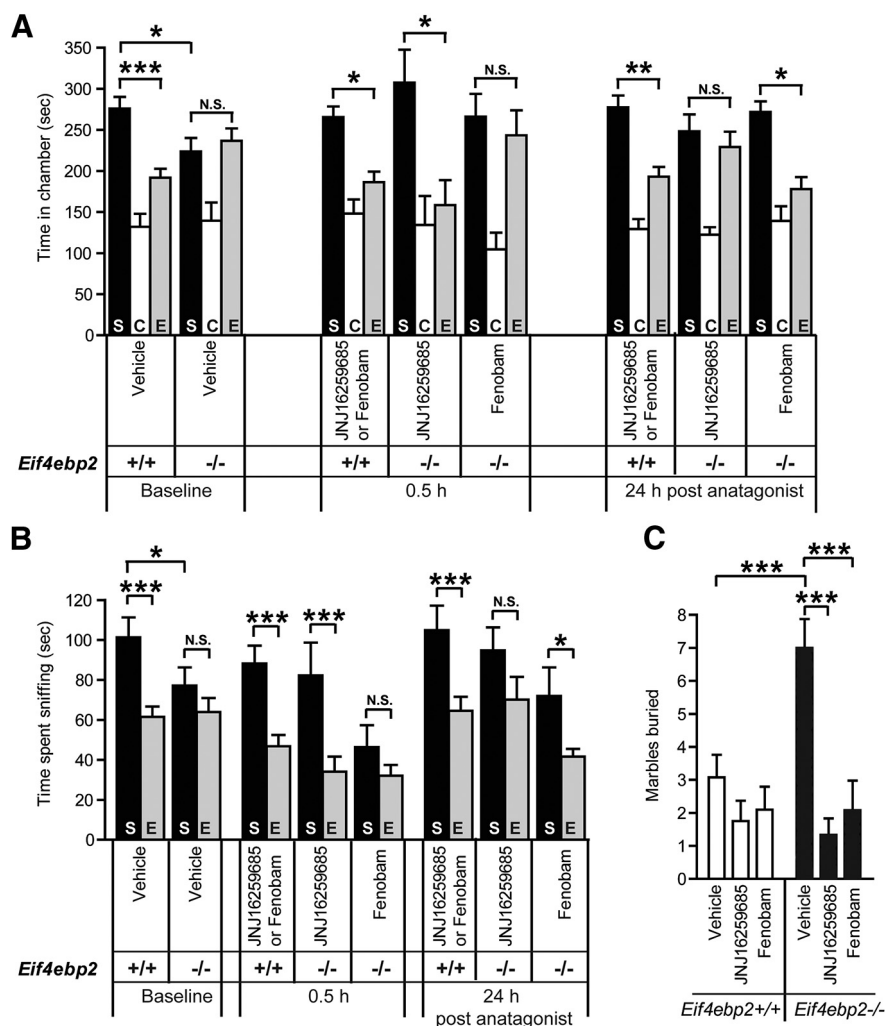 A
* *
*** N.S. * N.S. ** N.S. *
350
300
250
200
150
100
50
0
Time in chamber (sec)
S C E S C E S C E S C E S C E S C E S C E S C E
Vehicle
Vehicle
JNJ16259685
or Fenobam
JNJ16259685
Fenobam
JNJ16259685
or Fenobam
JNJ16259685
Fenobam
Eif4ebp2 +/+ -/- +/+ -/- -/- +/+ -/- -/-
Baseline 0.5 h 24 h post anatagonist
B
*
*** N.S. *** *** N.S. *** N.S. *
120
100
80
60
40
20
0
Time spent sniffing (sec)
S E S E S E S E S E S E S E S E
Vehicle
Vehicle
JNJ16259685
or Fenobam
JNJ16259685
Fenobam
JNJ16259685
or Fenobam
JNJ16259685
Fenobam
Eif4ebp2 +/+ -/- +/+ -/- -/- +/+ -/- -/-
Baseline 0.5 h 24 h
post anatagonist
C
*** ***
***
8
7
6
5
4
3
2
1
0
Marbles buried
Vehicle
JNJ16259685
Fenobam
Vehicle
JNJ16259685
Fenobam
Eif4ebp2+/+ Eif4ebp2-/-